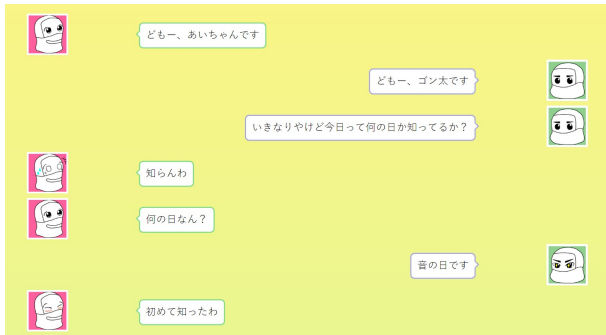 どもー、あいちゃんです
どもー、ゴン太です
いきなりやけど今日って何の日か知ってるか？
知らんわ
何の日なん？
音の日です
初めて知ったわ